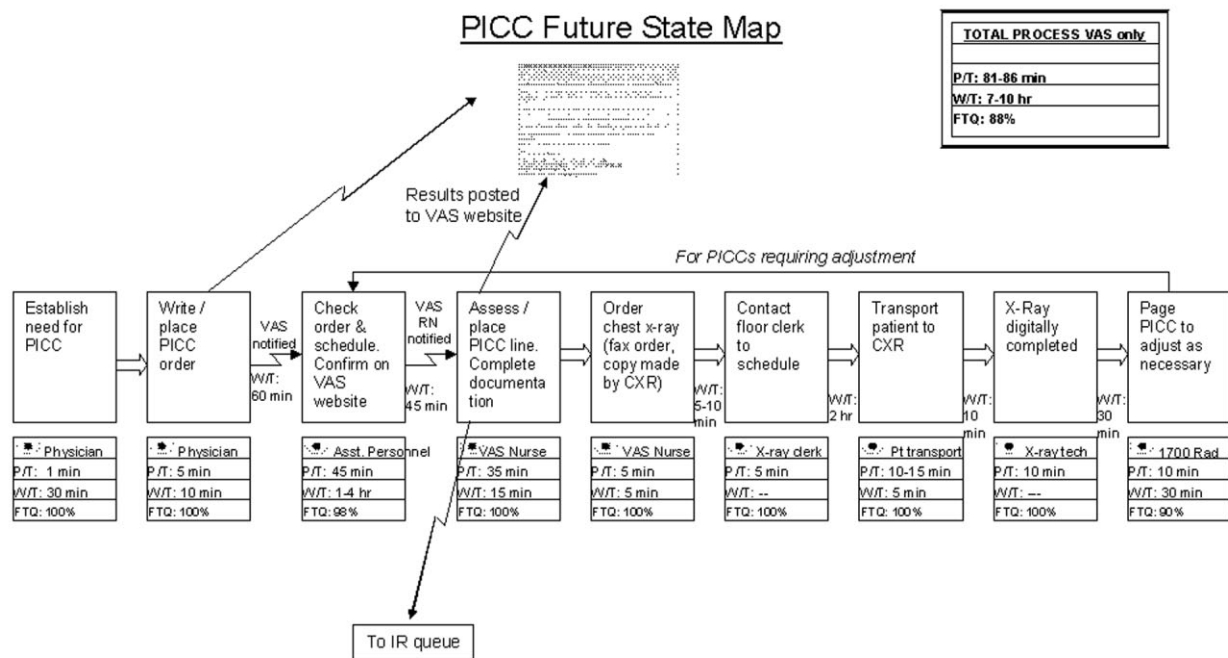 PICC Future State Map
TOTAL PROCESS VAS only
P/T: 81-86 min
W/T: 7-10 hr
FTQ: 88%
Results posted
to VAS website
For PICCs requiring adjustment
Establish
need for
PICC
Write /
place
PICC
order
VAS
notified
W/T:
60 min
Check
order &
schedule.
Confirm on
VAS
website
VAS
RN
notified
W/T:
45 min
Assess /
place
PICC line.
Complete
documenta
tion
Order
chest x-ray
(fax order,
copy made
by CXR)
W/T:
5-10
min
Contact
floor clerk
to
schedule
W/T:
2 hr
Transport
patient to
CXR
W/T:
10
min
X-Ray
digitally
completed
W/T:
30 min
Page
PICC to
adjust as
necessary
Physician
P/T: 1 min
W/T: 30 min
FTQ: 100%
Physician
P/T: 5 min
W/T: 10 min
FTQ: 100%
Asst. Personnel
P/T: 45 min
W/T: 1-4 hr
FTQ: 98%
VAS Nurse
P/T: 35 min
W/T: 15 min
FTQ: 100%
VAS Nurse
P/T: 5 min
W/T: 5 min
FTQ: 100%
X-ray clerk
P/T: 5 min
W/T: --
FTQ: 100%
Pt transport
P/T: 10-15 min
W/T: 5 min
FTQ: 100%
X-ray tech
P/T: 10 min
W/T: ---
FTQ: 100%
1700 Rad
P/T: 10 min
W/T: 30 min
FTQ: 90%
To IR queue